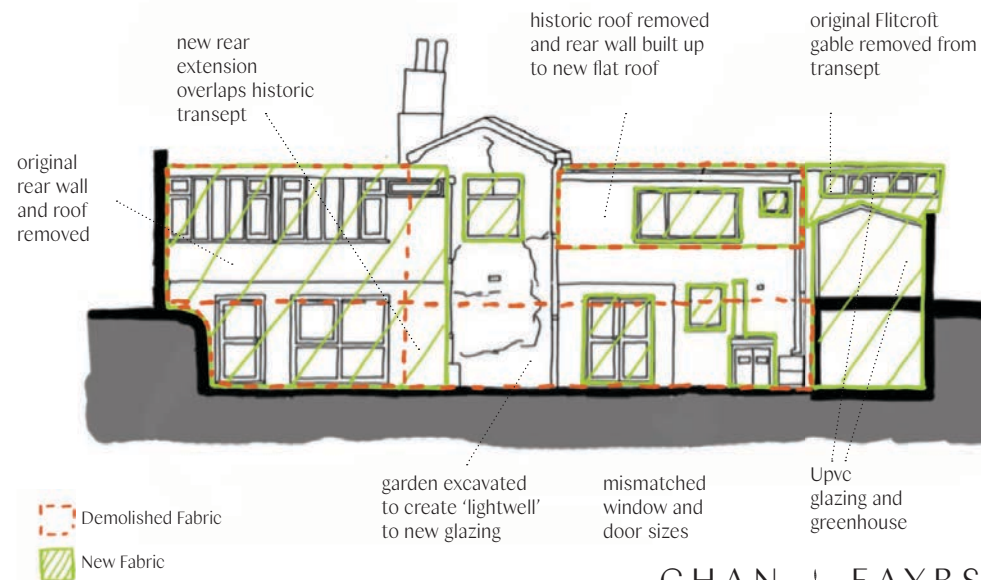 new rear
extension
overlaps historic
transept
historic roof removed
and rear wall built up
to new flat roof
original Flitcroft
gable removed from
transept
original
rear wall
and roof
removed
garden excavated
to create ‘lightwell’
to new glazing
mismatched
window and
door sizes
Upvc
glazing and
greenhouse
Demolished Fabric
New Fabric